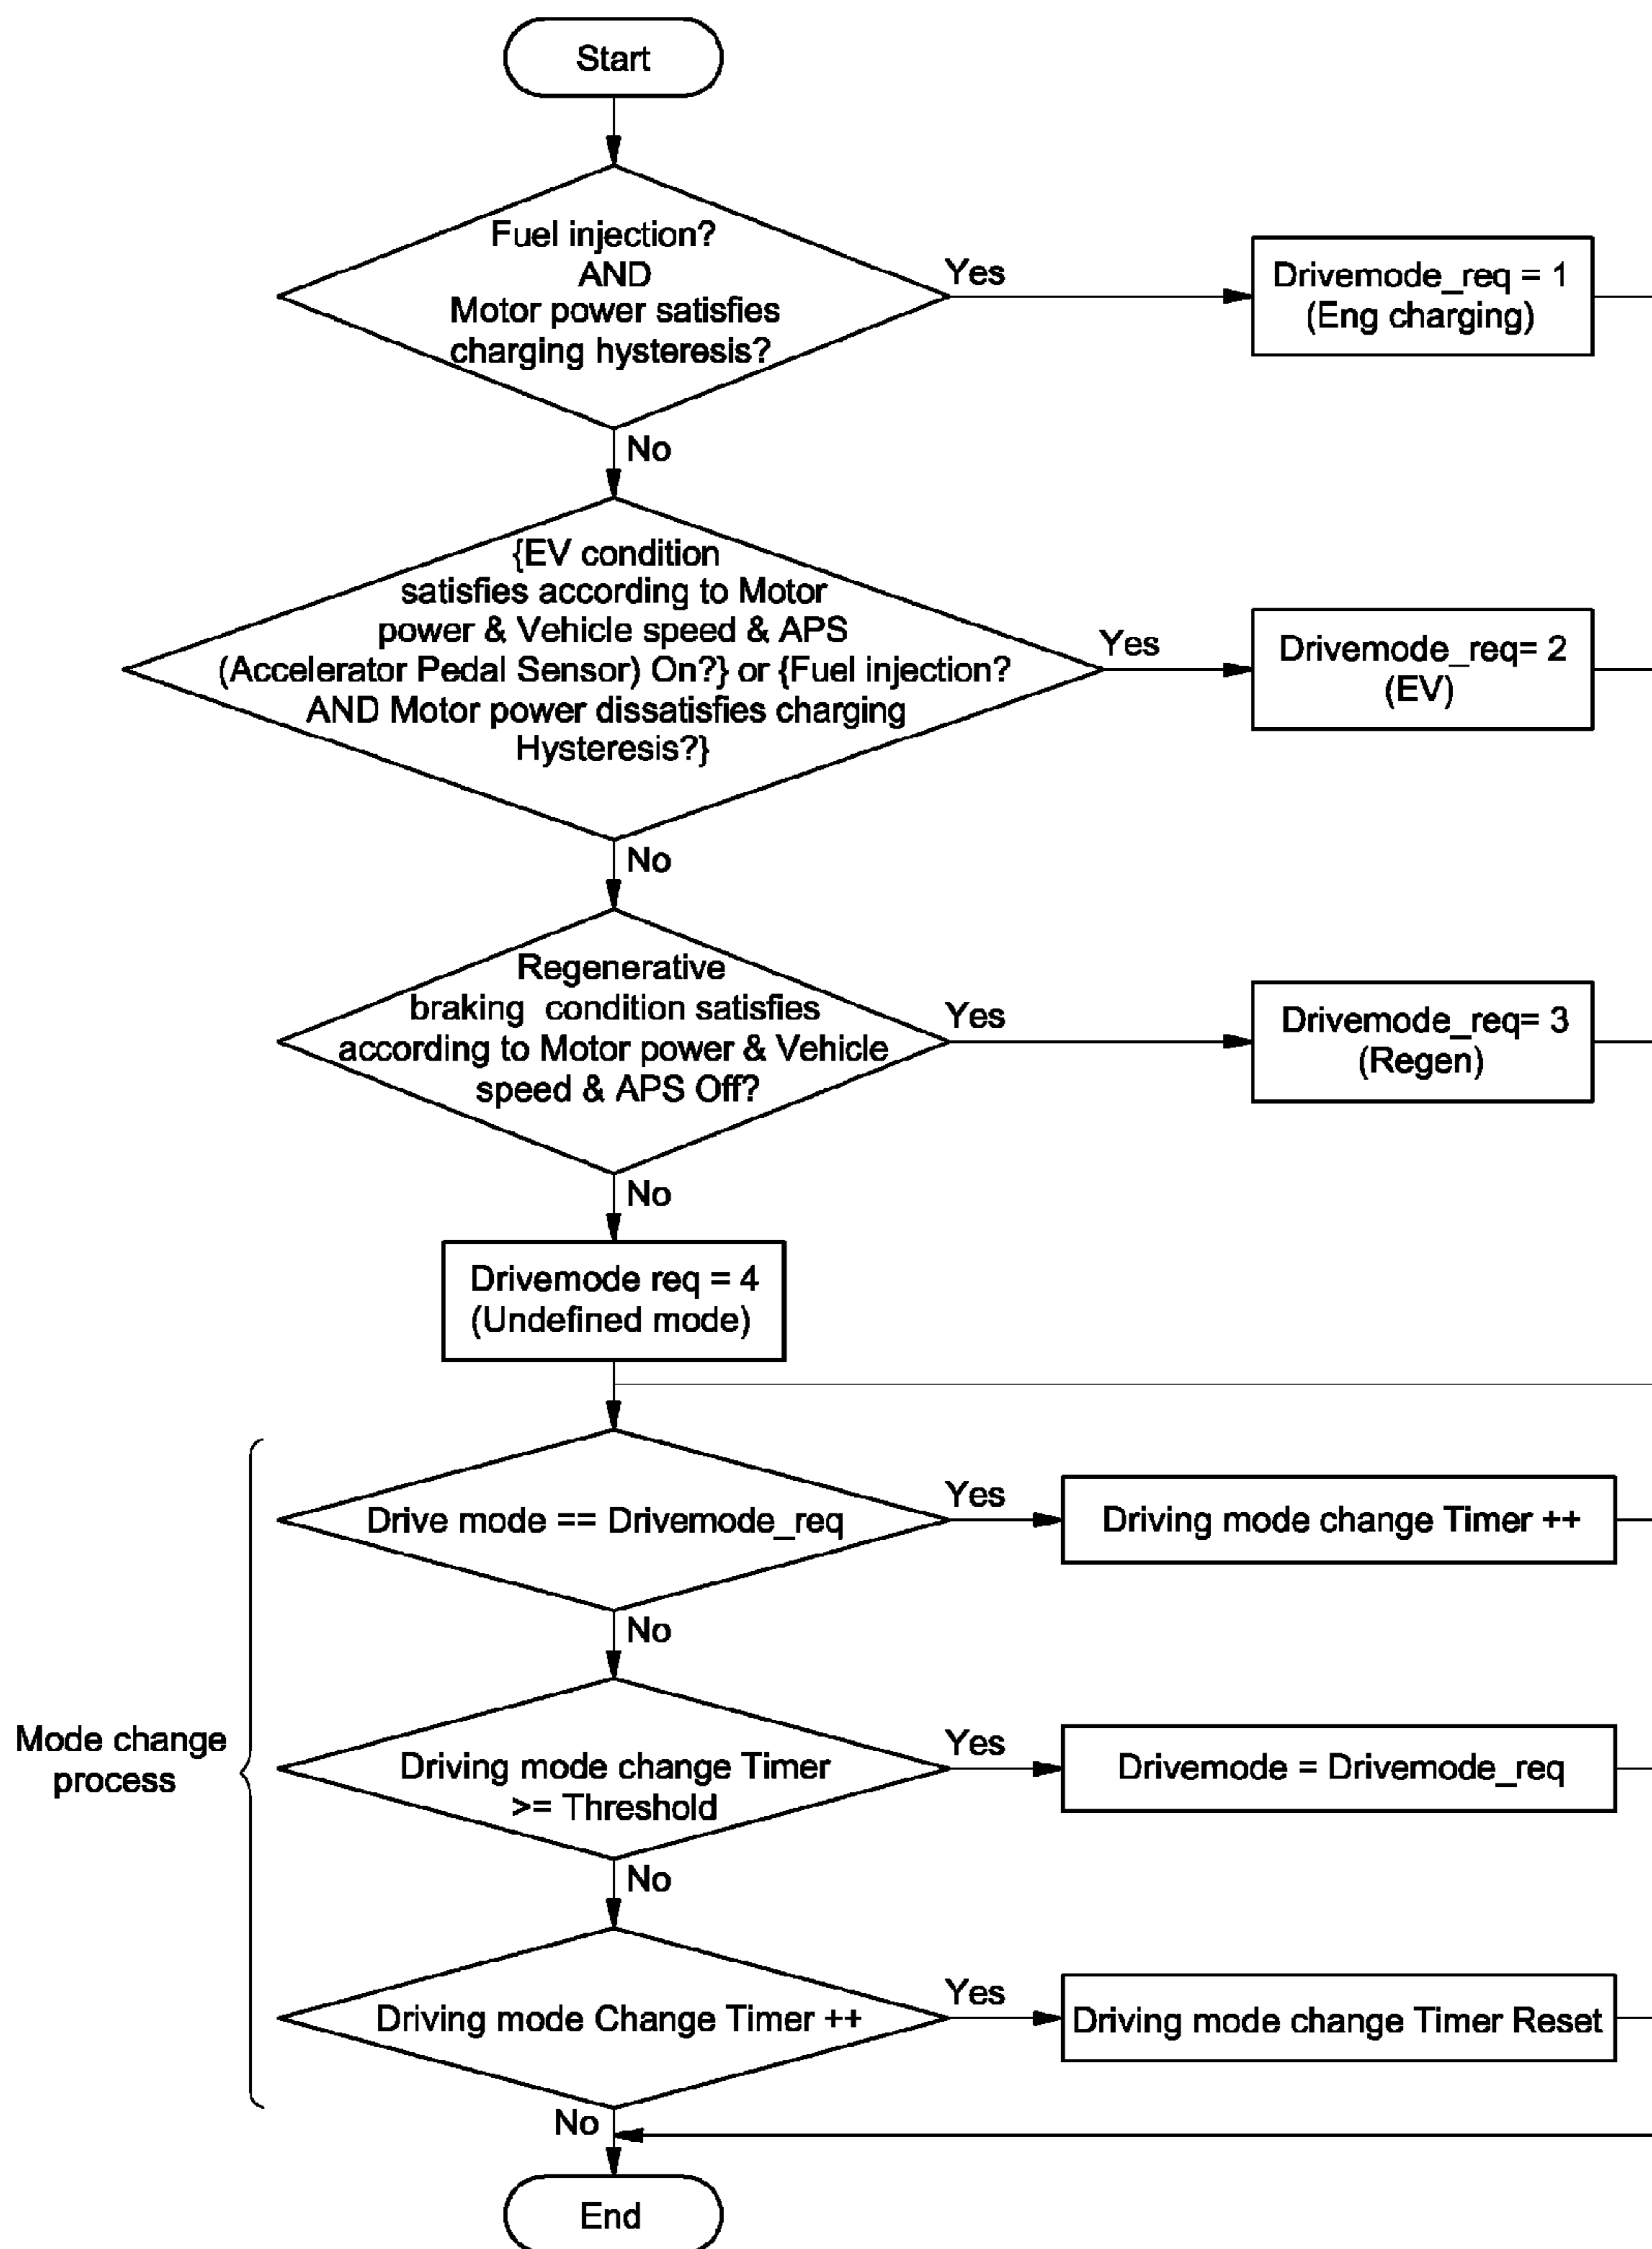 Start
Fuel injection?
AND
Motor power satisfies
charging hysteresis?
Yes
Drivemode_req = 1
(Eng charging)
No
{EV condition
satisfies according to Motor
power & Vehicle speed & APS
(Accelerator Pedal Sensor) On?} or {Fuel injection?
AND Motor power dissatisfies charging
Hysteresis?}
Yes
Drivemode_req= 2
(EV)
No
Regenerative
braking condition satisfies
according to Motor power & Vehicle
speed & APS Off?
Yes
Drivemode_req= 3
(Regen)
No
Drivemode req = 4
(Undefined mode)
Mode change
process
Drive mode == Drivemode_req
Yes
Driving mode change Timer ++
No
Driving mode change Timer
>= Threshold
Yes
Drivemode = Drivemode_req
No
Driving mode Change Timer ++
Yes
Driving mode change Timer Reset
No
End